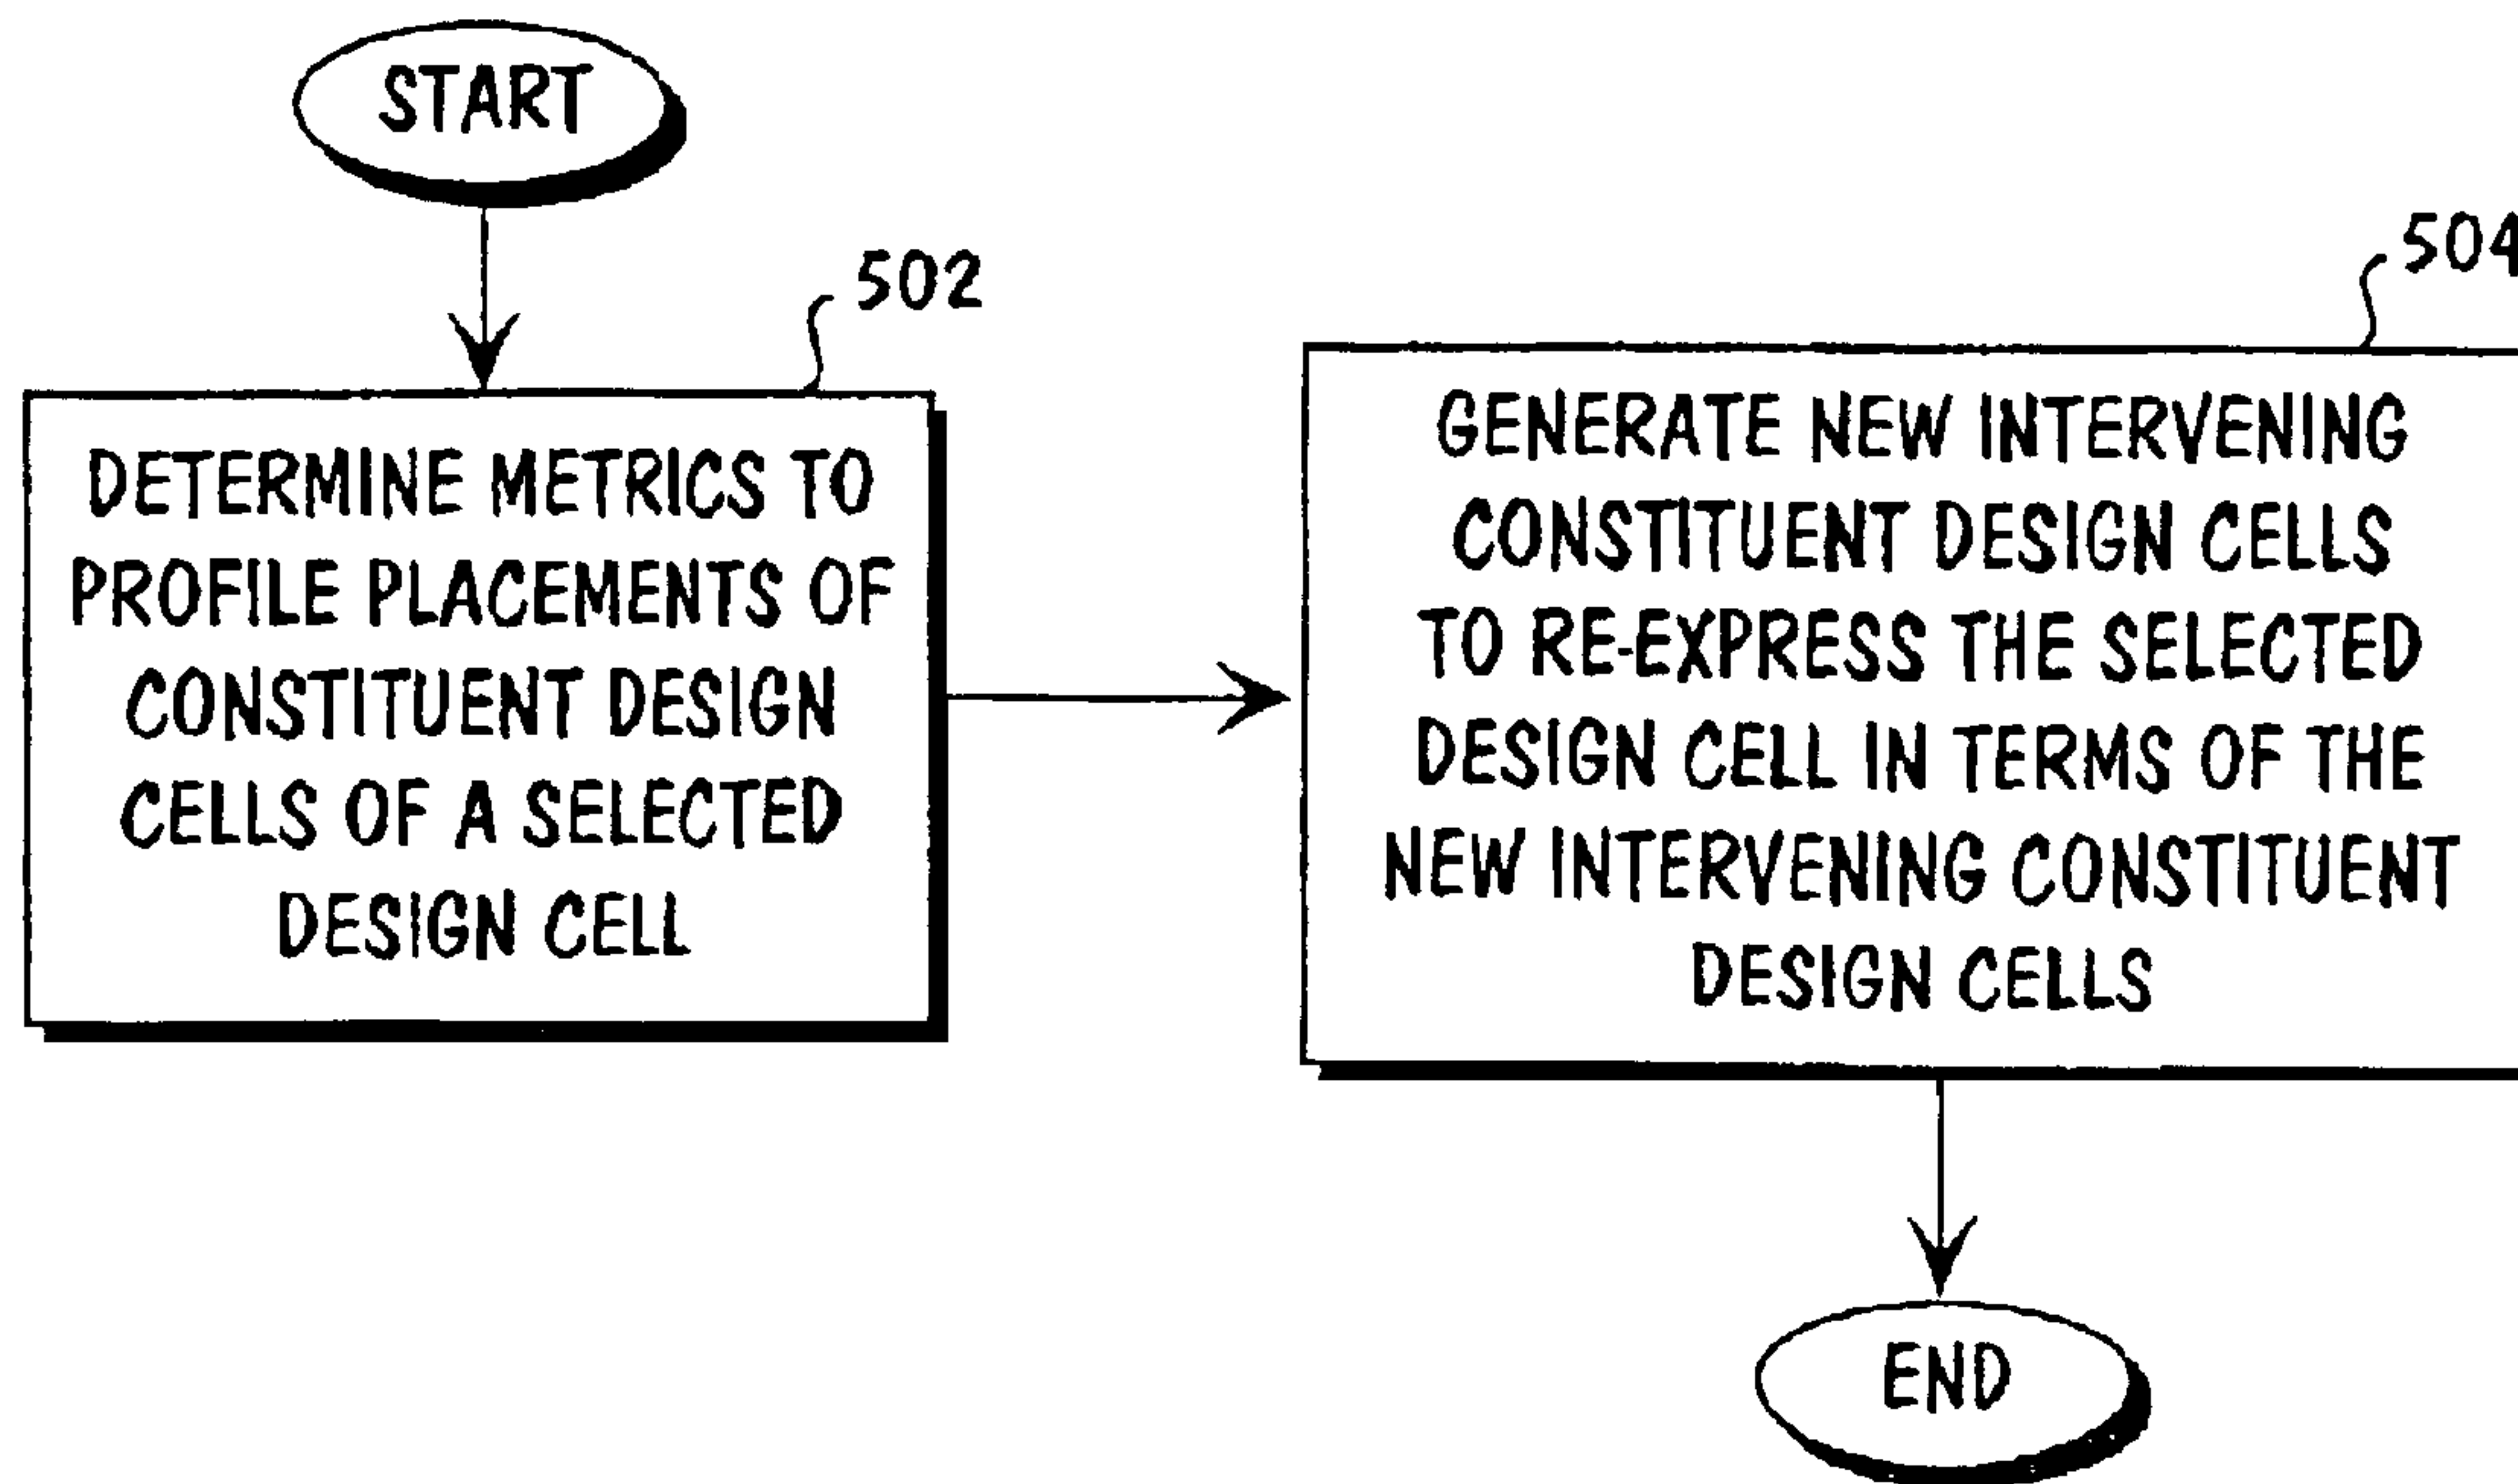 START
502
DETERMINE METRICS TO
PROFILE PLACEMENTS OF
CONSTITUENT DESIGN
CELLS OF A SELECTED
DESIGN CELL
504
GENERATE NEW INTERVENING
CONSTITUENT DESIGN CELLS
TO RE-EXPRESS THE SELECTED
DESIGN CELL IN TERMS OF THE
NEW INTERVENING CONSTITUENT
DESIGN CELLS
END